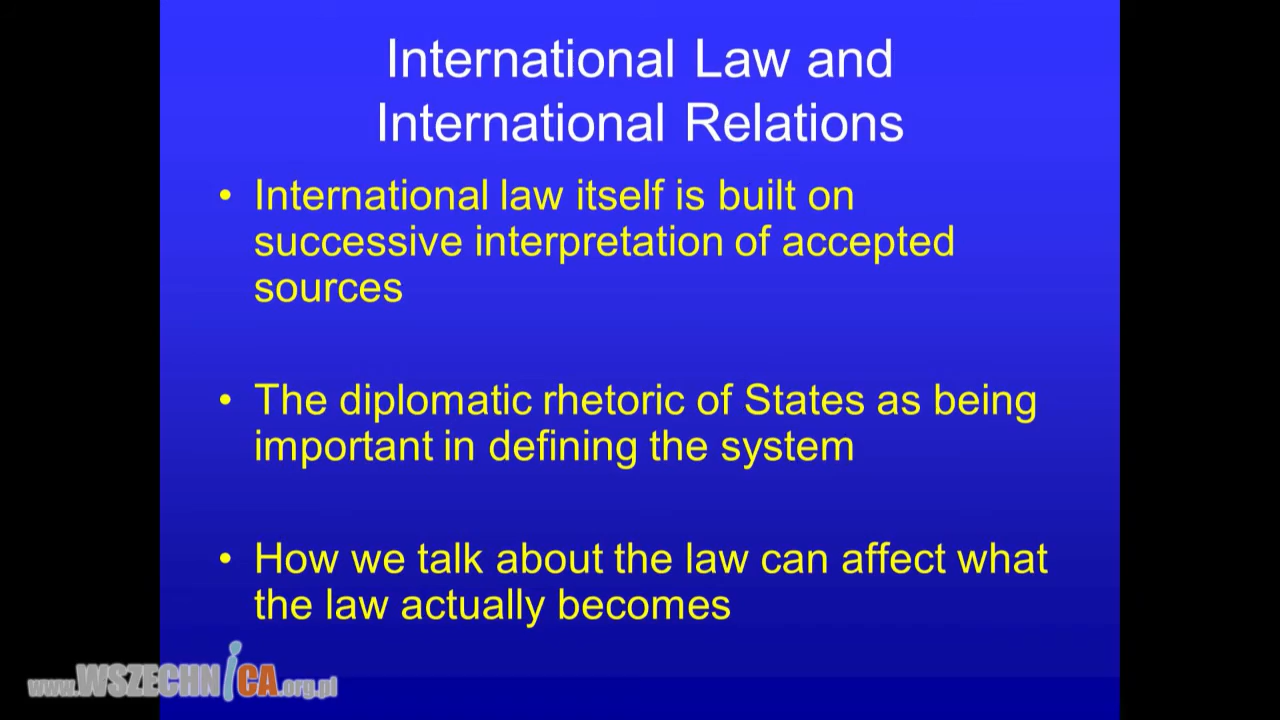 International Law and
International Relations
• International law itself is built on
successive interpretation of accepted
sources
• The diplomatic rhetoric of States as being
important in defining the system
• How we talk about the law can affect what
the law actually becomes
www.WSZECHNiCA.org.pl